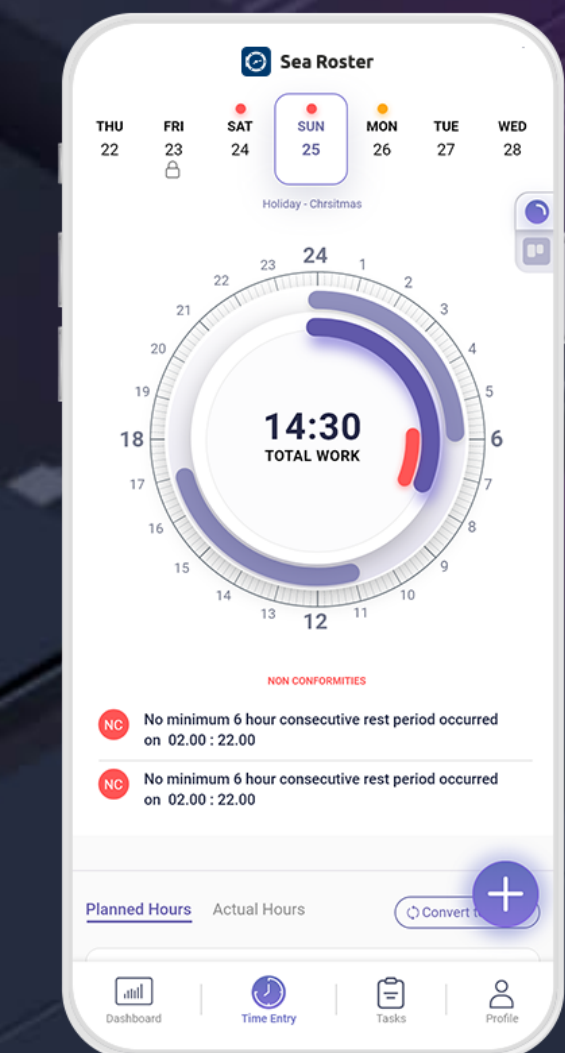 Sea Roster
THU FRI SAT SUN MON TUE WED
22 23 24 25 26 27 28
Holiday - Chrsitmas
24
23 1
22 2
21 3
20 4
19 5
18 6
17 7
16 8
15 9
14 10
13 11
12
14:30
TOTAL WORK
NON CONFORMITIES
NC No minimum 6 hour consecutive rest period occurred
on 02.00 : 22.00
NC No minimum 6 hour consecutive rest period occurred
on 02.00 : 22.00
Planned Hours Actual Hours Convert
Dashboard Time Entry Tasks Profile